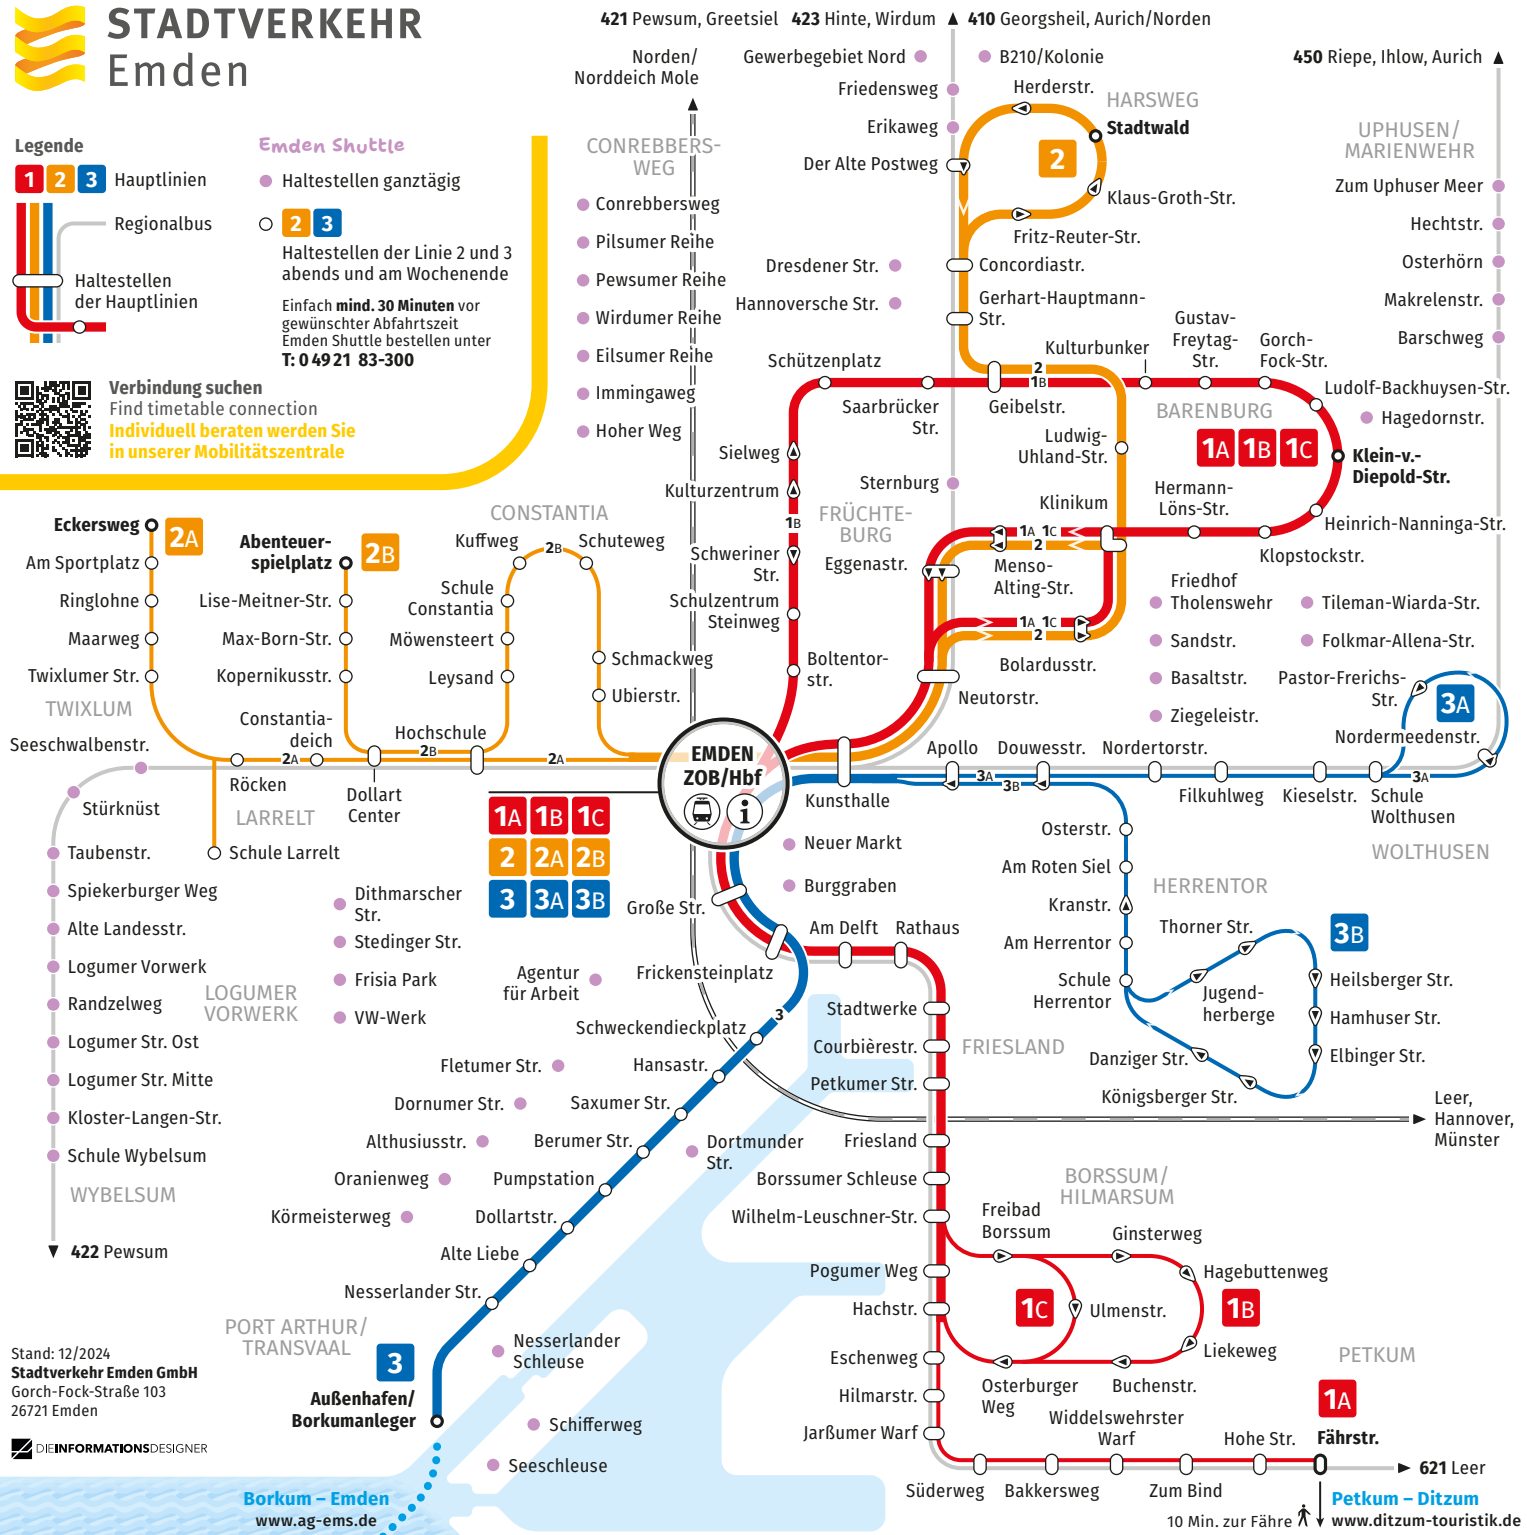 STADTVERKEHR
Emden
421 Pewsum, Greetsiel
423 Hinte, Wirdum
410 Georgsheil, Aurich/Norden
Norden/
Norddeich Mole
Gewerbegebiet Nord
B210/Kolonie
450 Riepe, Ihlow, Aurich
Legende
1 2 3 Hauptlinien
Regionalbus
Haltestellen
der Hauptlinien
Emden Shuttle
Haltestellen ganztägig
2 3
Haltestellen der Linie 2 und 3
abends und am Wochenende
Einfach mind. 30 Minuten vor
gewünschter Abfahrtszeit
Emden Shuttle bestellen unter
T: 0 49 21 83-300
Verbindung suchen
Find timetable connection
Individuell beraten werden Sie
in unserer Mobilitätszentrale
CONREBBERS-
WEG
Conrebbersweg
Pilsumer Reihe
Pewsumer Reihe
Wirdumer Reihe
Eilsumer Reihe
Immingaweg
Hoher Weg
Friedensweg
Erikaweg
Der Alte Postweg
Herderstr.
HARSWEG
Stadtwald
2
Klaus-Groth-Str.
Fritz-Reuter-Str.
Dresdener Str.
Concordiastr.
Hannoversche Str.
Gerhart-Hauptmann-
Str.
UPHUSEN/
MARIENWEHR
Zum Uphuser Meer
Hechtstr.
Osterhörn
Makrelenstr.
Barschweg
Schützenplatz
Saarbrücker
Str.
2
1B
Geibelstr.
Kulturbunker
Gustav-
Freytag-
Str.
Gorch-
Fock-Str.
Ludolf-Backhuysen-Str.
Hagedornstr.
BARENBURG
1A 1B 1C
Klein-v.-
Diepold-Str.
Ludwig-
Uhland-Str.
Sielweg
Kulturzentrum
1B
Schweriner
Str.
Schulzentrum
Steinweg
Boltentor-
str.
Sternburg
FRÜCHTE-
BURG
Eggenastr.
Klinikum
1A 1C
2
Menso-
Alting-Str.
Hermann-
Löns-Str.
Heinrich-Nanninga-Str.
Klopstockstr.
1A 1C
2
Bolardusstr.
Neutorstr.
Friedhof
Tholenswehr
Sandstr.
Basaltstr.
Ziegeleistr.
Tileman-Wiarda-Str.
Folkmar-Allena-Str.
Pastor-Frerichs-
Str.
3A
Nordermeedenstr.
Eckersweg
2A
Am Sportplatz
Ringlohne
Maarweg
Twixlumer Str.
TWIXLUM
Abenteuer-
spielplatz
2B
Lise-Meitner-Str.
Max-Born-Str.
Kopernikusstr.
CONSTANTIA
Kuffweg
2B
Schuteweg
Schule
Constantia
Möwensteert
Leysand
Schmackweg
Ubierstr.
Seeschwalbenstr.
Constantia-
deich
Hochschule
2A
2B
2A
Röcken
Dollart
Center
Stürknüst
LARRELT
Schule Larrelt
EMDEN
ZOB/Hbf
i
1A 1B 1C
2 2A 2B
3 3A 3B
Kunsthalle
Apollo
Douwesstr.
Nordertorstr.
3A
3B
Filkuhlweg
Kieselstr.
Schule
Wolthusen
3A
WOLTHUSEN
Neuer Markt
Burggraben
Taubenstr.
Spiekerburger Weg
Alte Landesstr.
Logumer Vorwerk
Randzelweg
Logumer Str. Ost
Logumer Str. Mitte
Kloster-Langen-Str.
Schule Wybelsum
WYBELSUM
422 Pewsum
LOGUMER
VORWERK
Dithmarscher
Str.
Stedinger Str.
Frisia Park
VW-Werk
Agentur
für Arbeit
Große Str.
Frickensteinplatz
Am Delft
Rathaus
Osterstr.
Am Roten Siel
Kranstr.
Am Herrentor
Schule
Herrentor
HERRENTOR
Thorner Str.
3B
Jugend-
herberge
Heilsberger Str.
Hamhuser Str.
Elbinger Str.
Danziger Str.
Königsberger Str.
3
Schweckendieckplatz
Hansastr.
Saxumer Str.
Berumer Str.
Pumpstation
Dollartstr.
Alte Liebe
Nesserlander Str.
Fletumer Str.
Dornumer Str.
Althusiusstr.
Oranienweg
Körmeisterweg
Dortmunder
Str.
Stadtwerke
Courbièrestr.
FRIESLAND
Petkumer Str.
Friesland
Borssumer Schleuse
Wilhelm-Leuschner-Str.
Leer,
Hannover,
Münster
BORSSUM/
HILMARSUM
Freibad
Borssum
Ginsterweg
Hagebuttenweg
Pogumer Weg
Hachstr.
1C
Ulmenstr.
1B
Liekeweg
Eschenweg
Osterburger
Weg
Buchenstr.
Hilmarstr.
Jarßumer Warf
Widdelswehrster
Warf
Hohe Str.
PETKUM
1A
Fährstr.
Süderweg
Bakkersweg
Zum Bind
621 Leer
PORT ARTHUR/
TRANSVAAL
3
Außenhafen/
Borkumanleger
Nesserlander
Schleuse
Schifferweg
Seeschleuse
Stand: 12/2024
Stadtverkehr Emden GmbH
Gorch-Fock-Straße 103
26721 Emden
DIEINFORMATIONSDESIGNER
Borkum – Emden
www.ag-ems.de
10 Min. zur Fähre
Petkum – Ditzum
www.ditzum-touristik.de